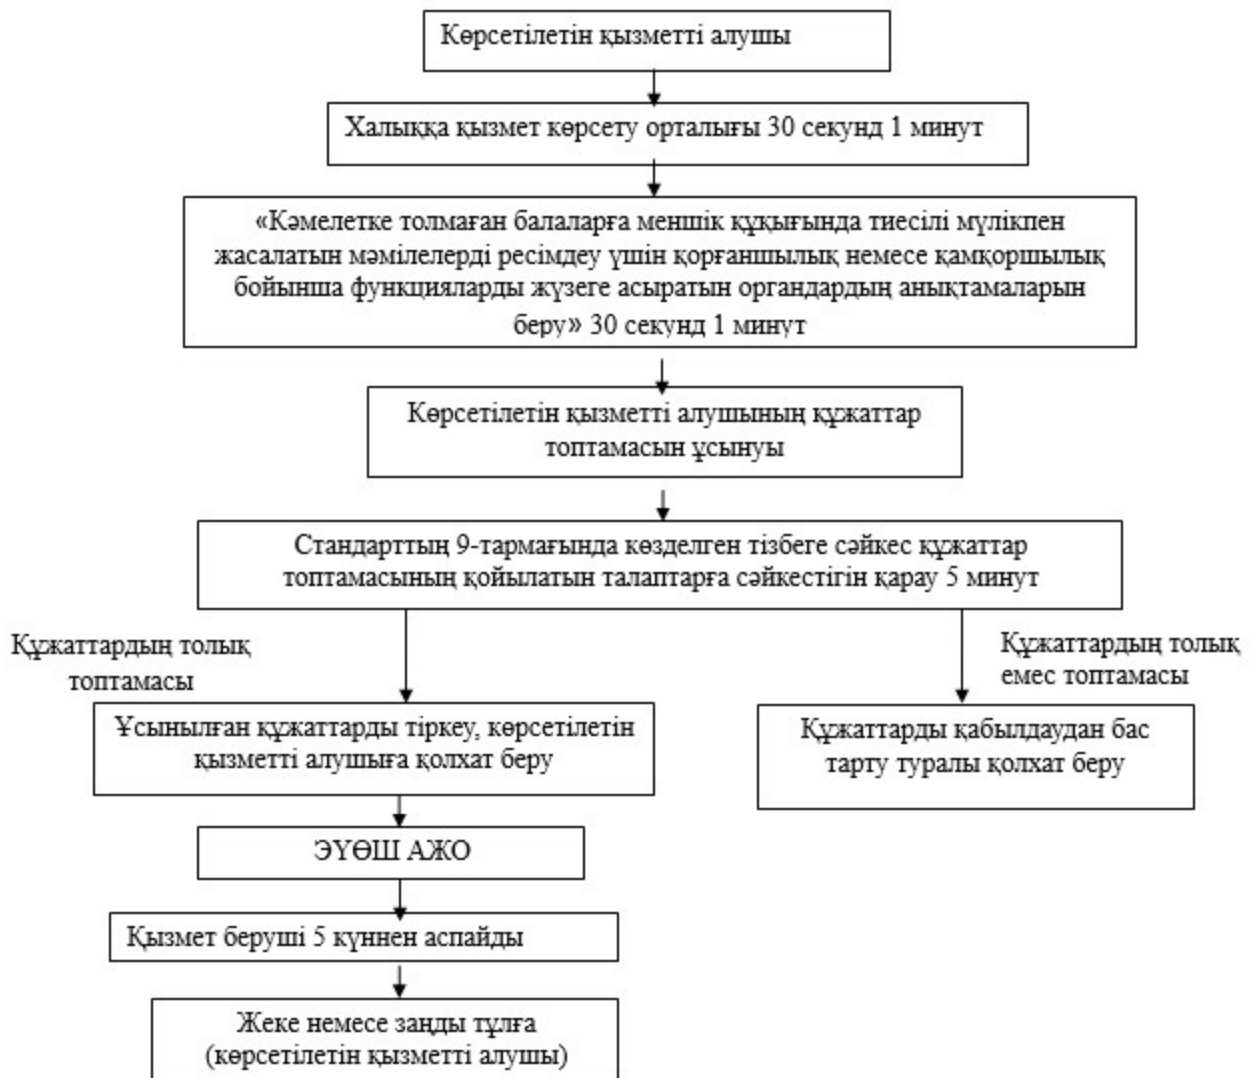 Көрсетілетін қызметті алушы
Халыққа қызмет көрсету орталығы 30 секунд 1 минут
«Кәмелетке толмаған балаларға меншік құқығында тиесілі мүлікпен
жасалатын мәмілелерді ресімдеу үшін қорғаншылық немесе қамқоршылық
бойынша функцияларды жүзеге асыратын органдардың анықтамаларын
беру» 30 секунд 1 минут
Көрсетілетін қызметті алушының құжаттар
топтамасын ұсынуы
Стандарттың 9-тармағында көзделген тізбеге сәйкес құжаттар
топтамасының қойылатын талаптарға сәйкестігін қарау 5 минут
Құжаттардың толық
топтамасы
Құжаттардың толық
емес топтамасы
Ұсынылған құжаттарды тіркеу, көрсетілетін
қызметті алушыға қолхат беру
Құжаттарды қабылдаудан бас
тарту туралы қолхат беру
ЭҮӨШ АЖО
Қызмет беруші 5 күннен аспайды
Жеке немесе заңды тұлға
(көрсетілетін қызметті алушы)